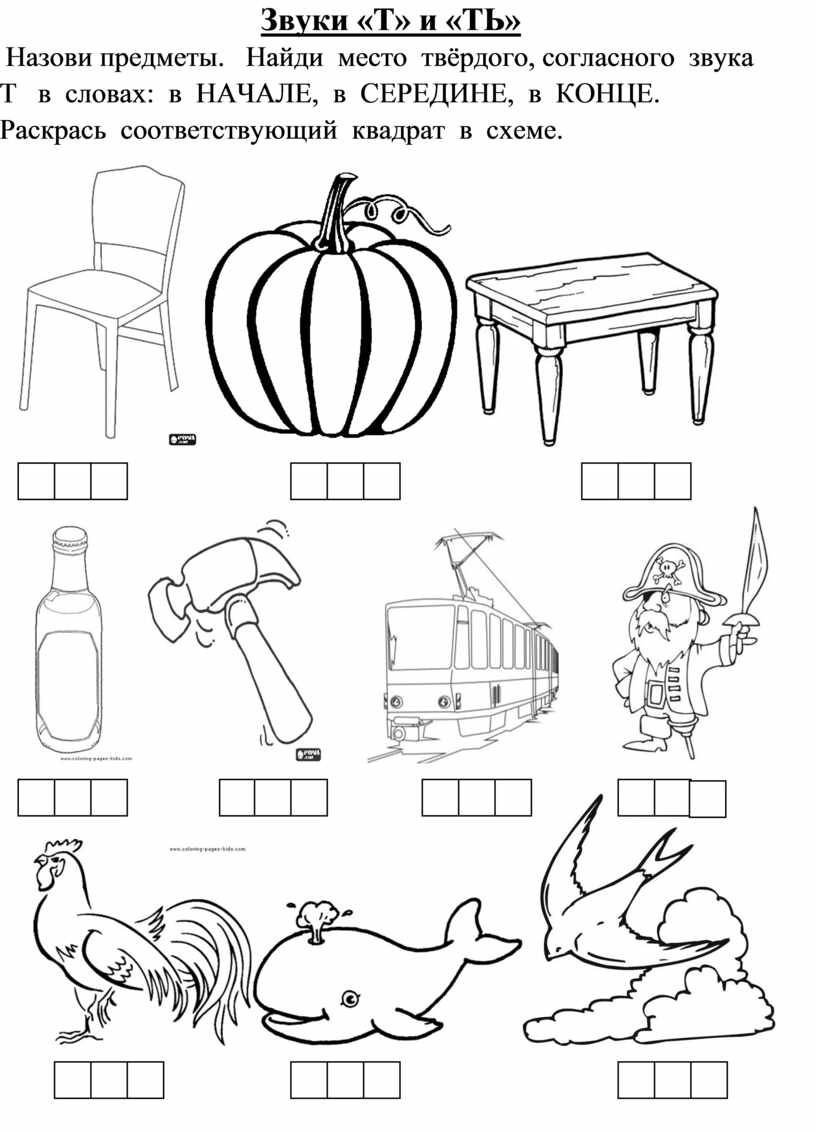 Звуки «Т» и «ТЬ»
Назови предметы. Найди место твёрдого, согласного звука
Т в словах: в НАЧАЛЕ, в СЕРЕДИНЕ, в КОНЦЕ.
Раскрась соответствующий квадрат в схеме.
www.coloring-pages-kids.com
www.coloring-pages-kids.com